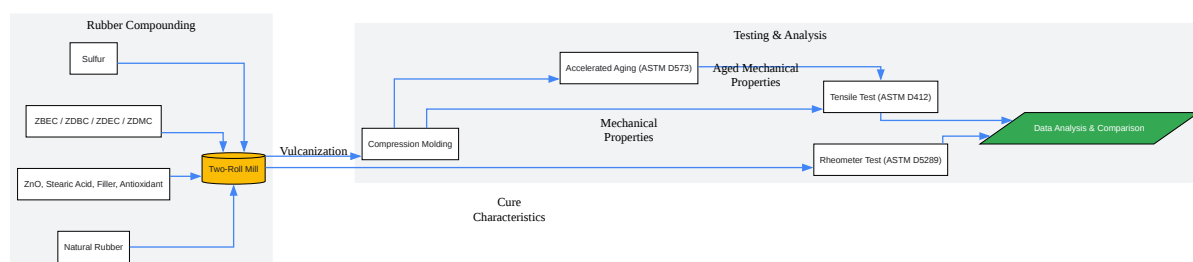 Rubber Compounding
Sulfur
ZBEC / ZDBC / ZDEC / ZDMC
ZnO, Stearic Acid, Filler, Antioxidant
Natural Rubber
Two-Roll Mill
Vulcanization
Testing & Analysis
Compression Molding
Accelerated Aging (ASTM D573)
Aged Mechanical
Properties
Tensile Test (ASTM D412)
Mechanical
Properties
Rheometer Test (ASTM D5289)
Data Analysis & Comparison
Cure
Characteristics